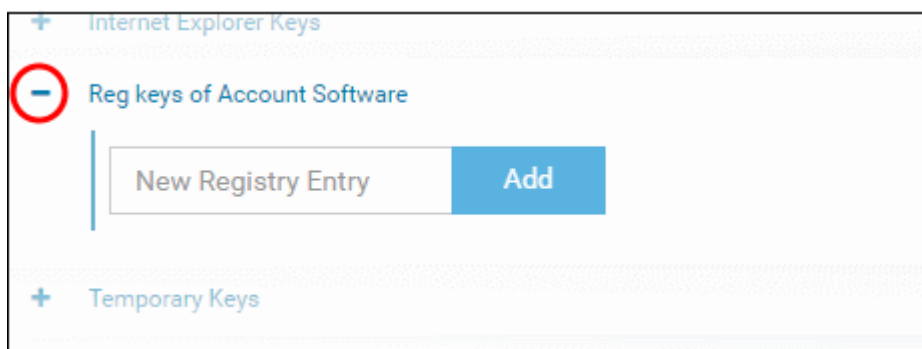 Internet Explorer Keys
Reg keys of Account Software
New Registry Entry Add
Temporary Keys